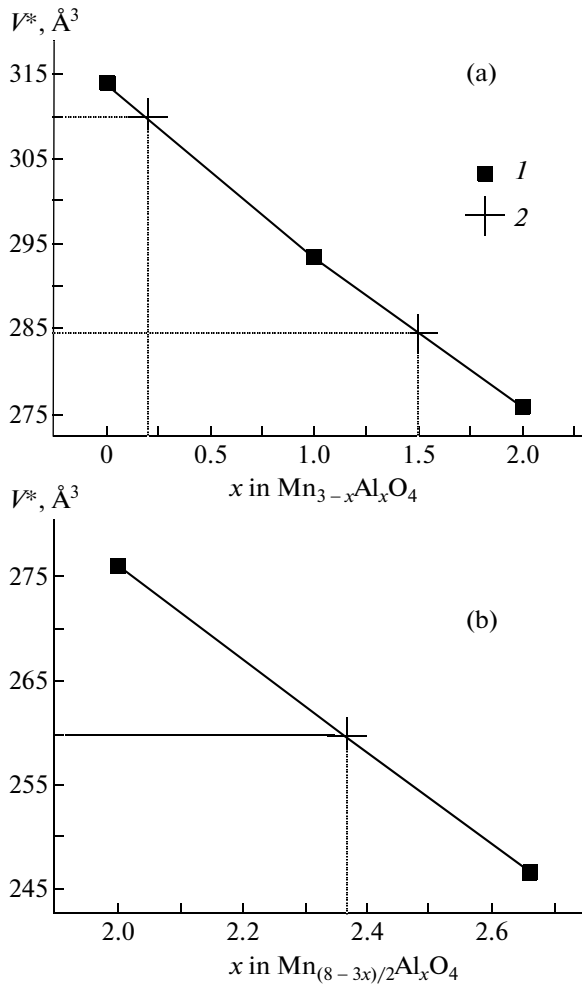 V*, Å³
315
(a)
1
305
2
295
285
275
0 0.5 1.0 1.5 2.0
x in Mn₃ ₋ ₓAlₓO₄
V*, Å³
275
(b)
265
255
245
2.0 2.2 2.4 2.6
x in Mn₍₈ ₋ ₃ₓ₎/₂AlₓO₄